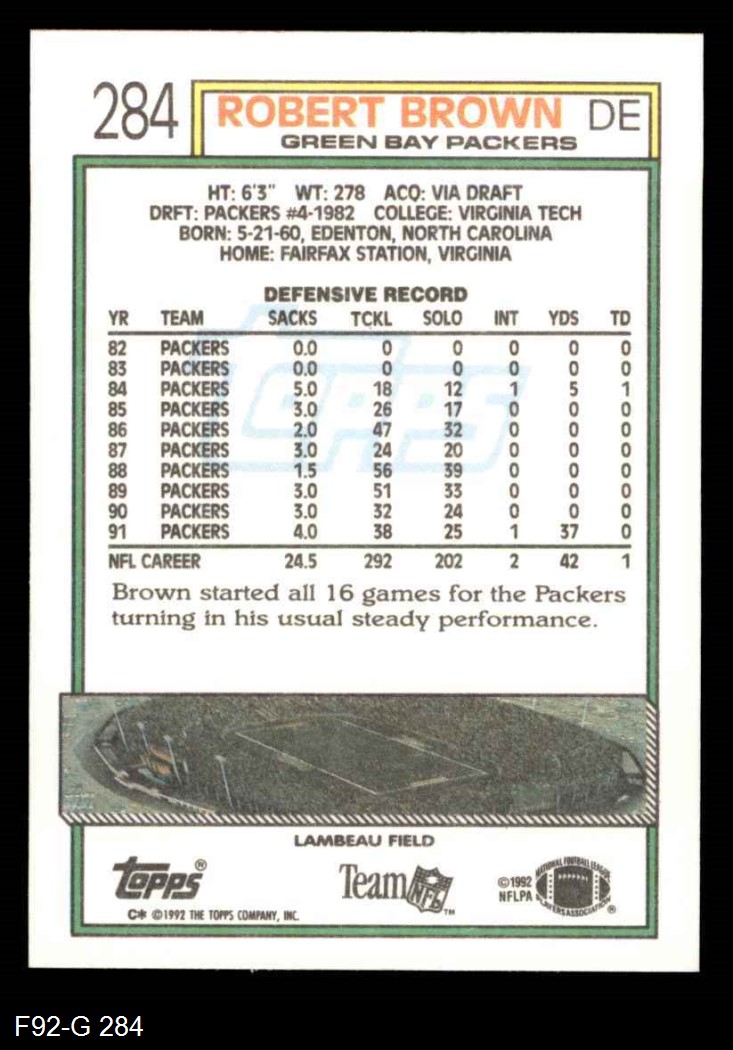 284 ROBERT BROWN DE
GREEN BAY PACKERS
HT: 6'3" WT: 278 ACQ: VIA DRAFT
DRFT: PACKERS #4-1982 COLLEGE: VIRGINIA TECH
BORN: 5-21-60, EDENTON, NORTH CAROLINA
HOME: FAIRFAX STATION, VIRGINIA
DEFENSIVE RECORD
YR TEAM SACKS TCKL SOLO INT YDS TD
82 PACKERS 0.0 0 0 0 0 0
83 PACKERS 0.0 0 0 0 0 0
84 PACKERS 5.0 18 12 1 5 1
85 PACKERS 3.0 26 17 0 0 0
86 PACKERS 2.0 47 32 0 0 0
87 PACKERS 3.0 24 20 0 0 0
88 PACKERS 1.5 56 39 0 0 0
89 PACKERS 3.0 51 33 0 0 0
90 PACKERS 3.0 32 24 0 0 0
91 PACKERS 4.0 38 25 1 37 0
NFL CAREER 24.5 292 202 2 42 1
TOPPS
Brown started all 16 games for the Packers
turning in his usual steady performance.
LAMBEAU FIELD
TOPPS®
Team NFL™
©1992
NFLPA
NATIONAL FOOTBALL LEAGUE
PLAYERS ASSOCIATION®
C* ©1992 THE TOPPS COMPANY, INC.
F92-G 284